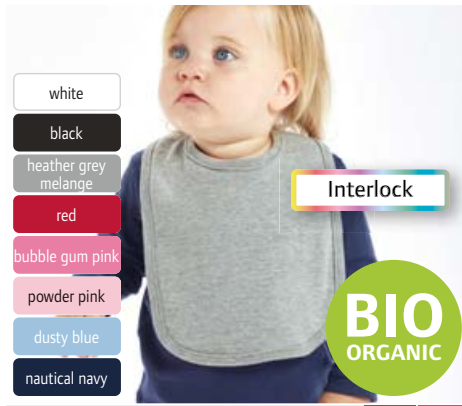 white
black
heather grey
melange
red
bubble gum pink
powder pink
dusty blue
nautical navy
Interlock
BIO
ORGANIC